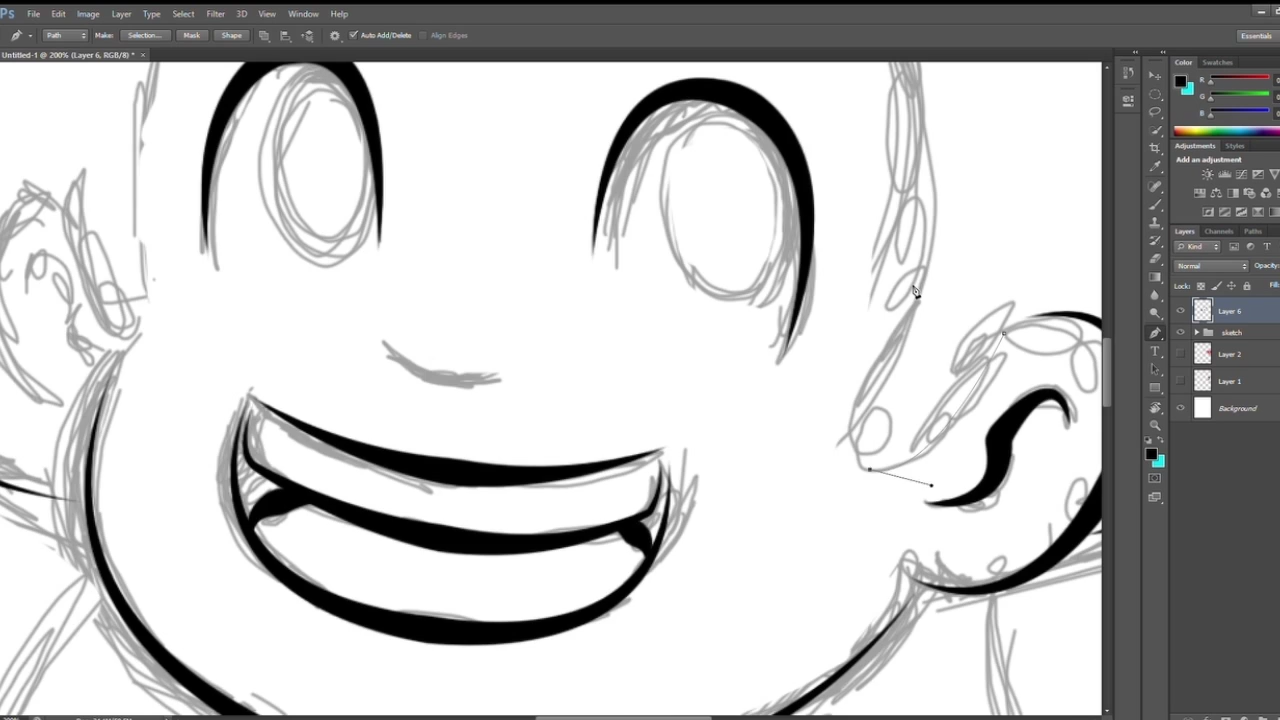 Ps File Edit Image Layer Type Select Filter 3D View Window Help
Path Make: Selection... Mask Shape Auto Add/Delete Align Edges Essentials
Untitled-1 @ 200% (Layer 6, RGB/8) * ×
Color Swatches
R
G
B
Adjustments Styles
Add an adjustment
Layers Channels Paths
Kind
Normal Opacity:
Lock:
Layer 6
sketch
Layer 2
Layer 1
Background